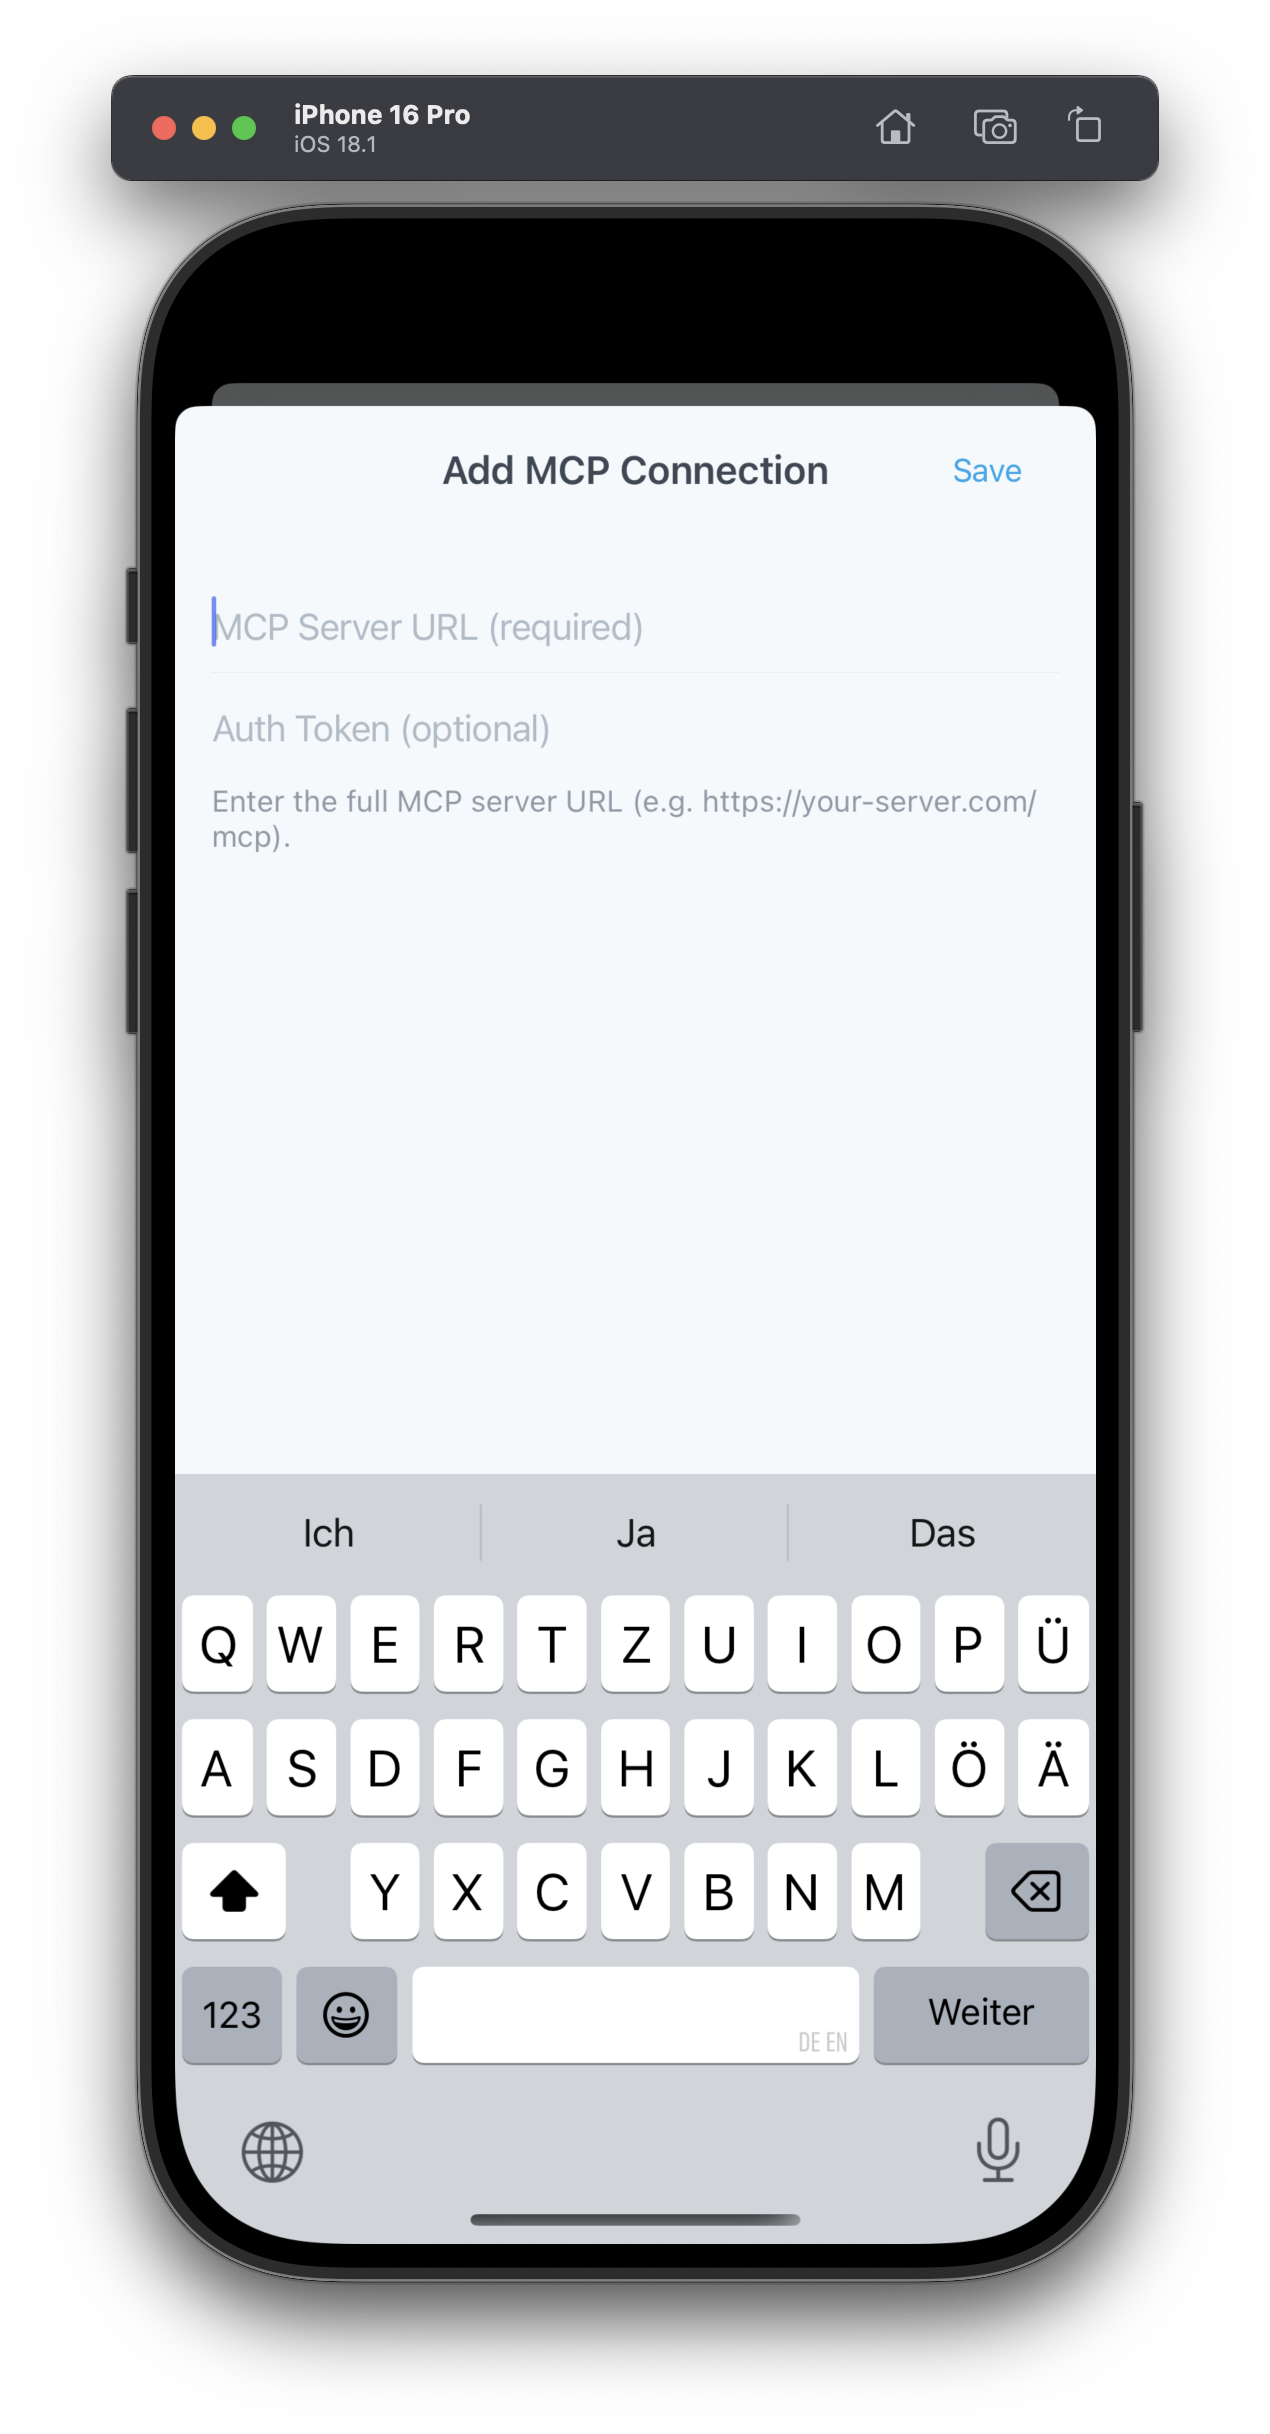 iPhone 16 Pro
iOS 18.1
Add MCP Connection
Save
MCP Server URL (required)
Auth Token (optional)
Enter the full MCP server URL (e.g. https://your-server.com/
mcp).
Ich Ja Das
Q W E R T Z U I O P Ü
A S D F G H J K L Ö Ä
Y X C V B N M
123 DE EN Weiter